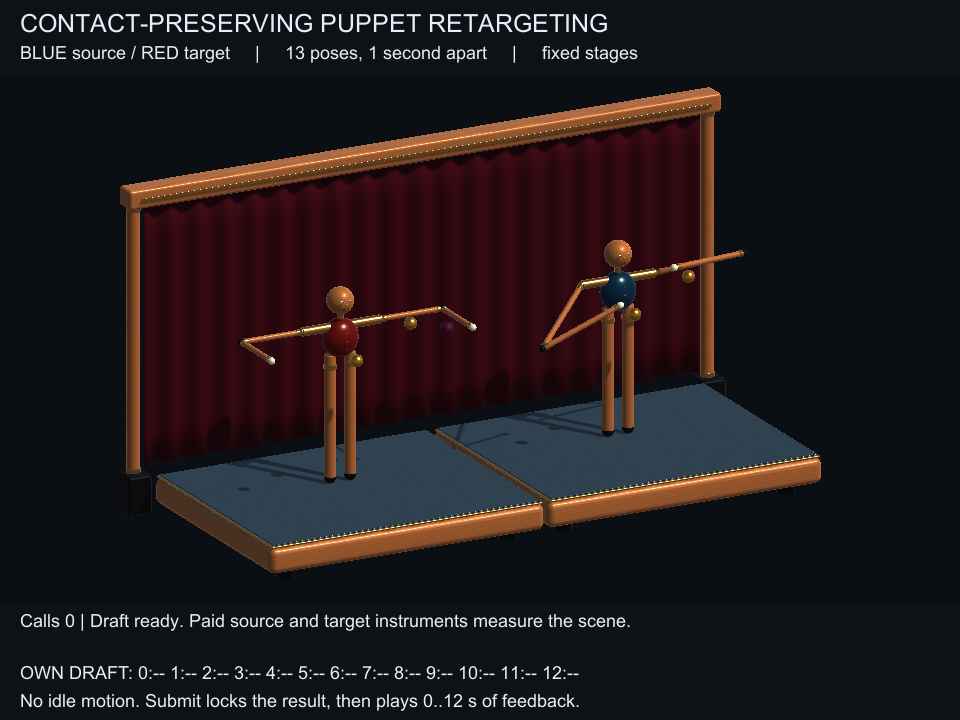 CONTACT-PRESERVING PUPPET RETARGETING
BLUE source / RED target | 13 poses, 1 second apart | fixed stages
Calls 0 | Draft ready. Paid source and target instruments measure the scene.
OWN DRAFT: 0:-- 1:-- 2:-- 3:-- 4:-- 5:-- 6:-- 7:-- 8:-- 9:-- 10:-- 11:-- 12:--
No idle motion. Submit locks the result, then plays 0..12 s of feedback.